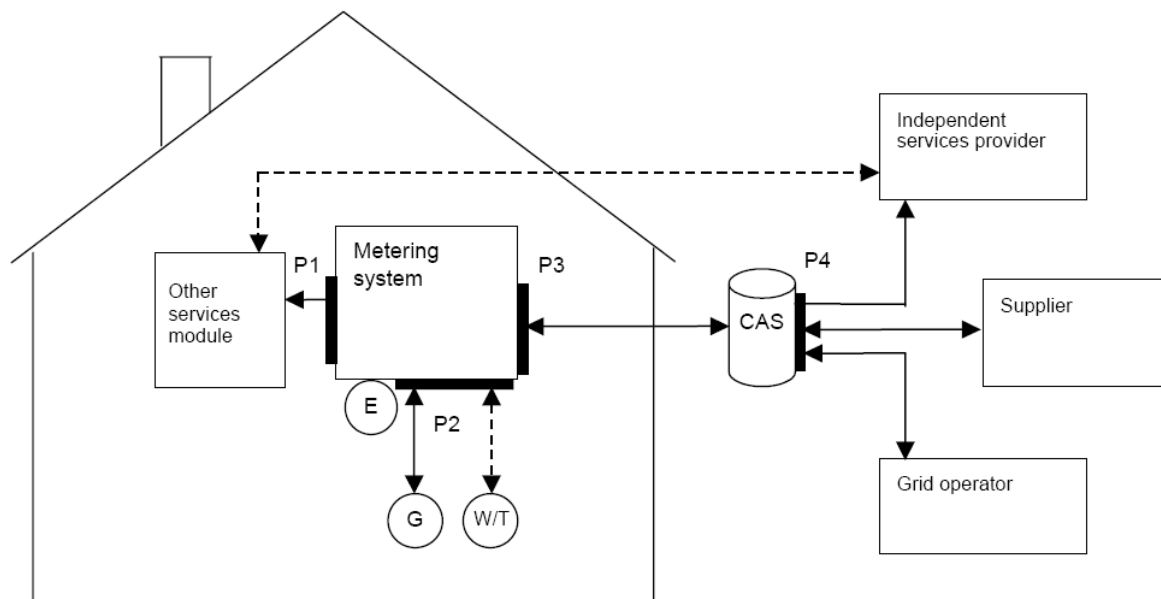 Independent
services provider
Metering
system
P1
P3
P4
Other
services
module
CAS
Supplier
E
P2
G
W/T
Grid operator